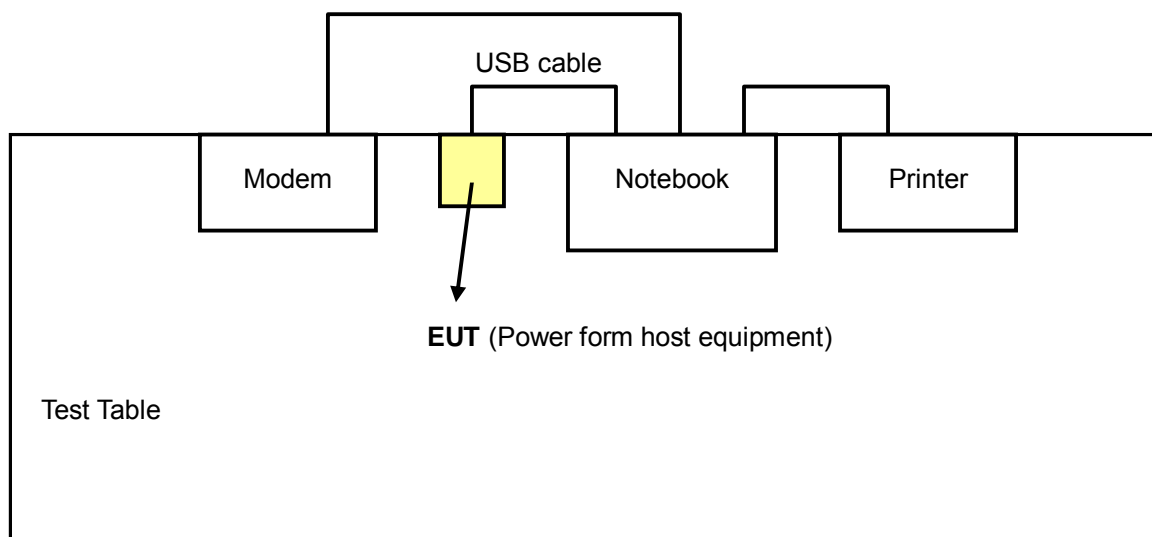 USB cable
Modem
Notebook
Printer
EUT (Power form host equipment)
Test Table